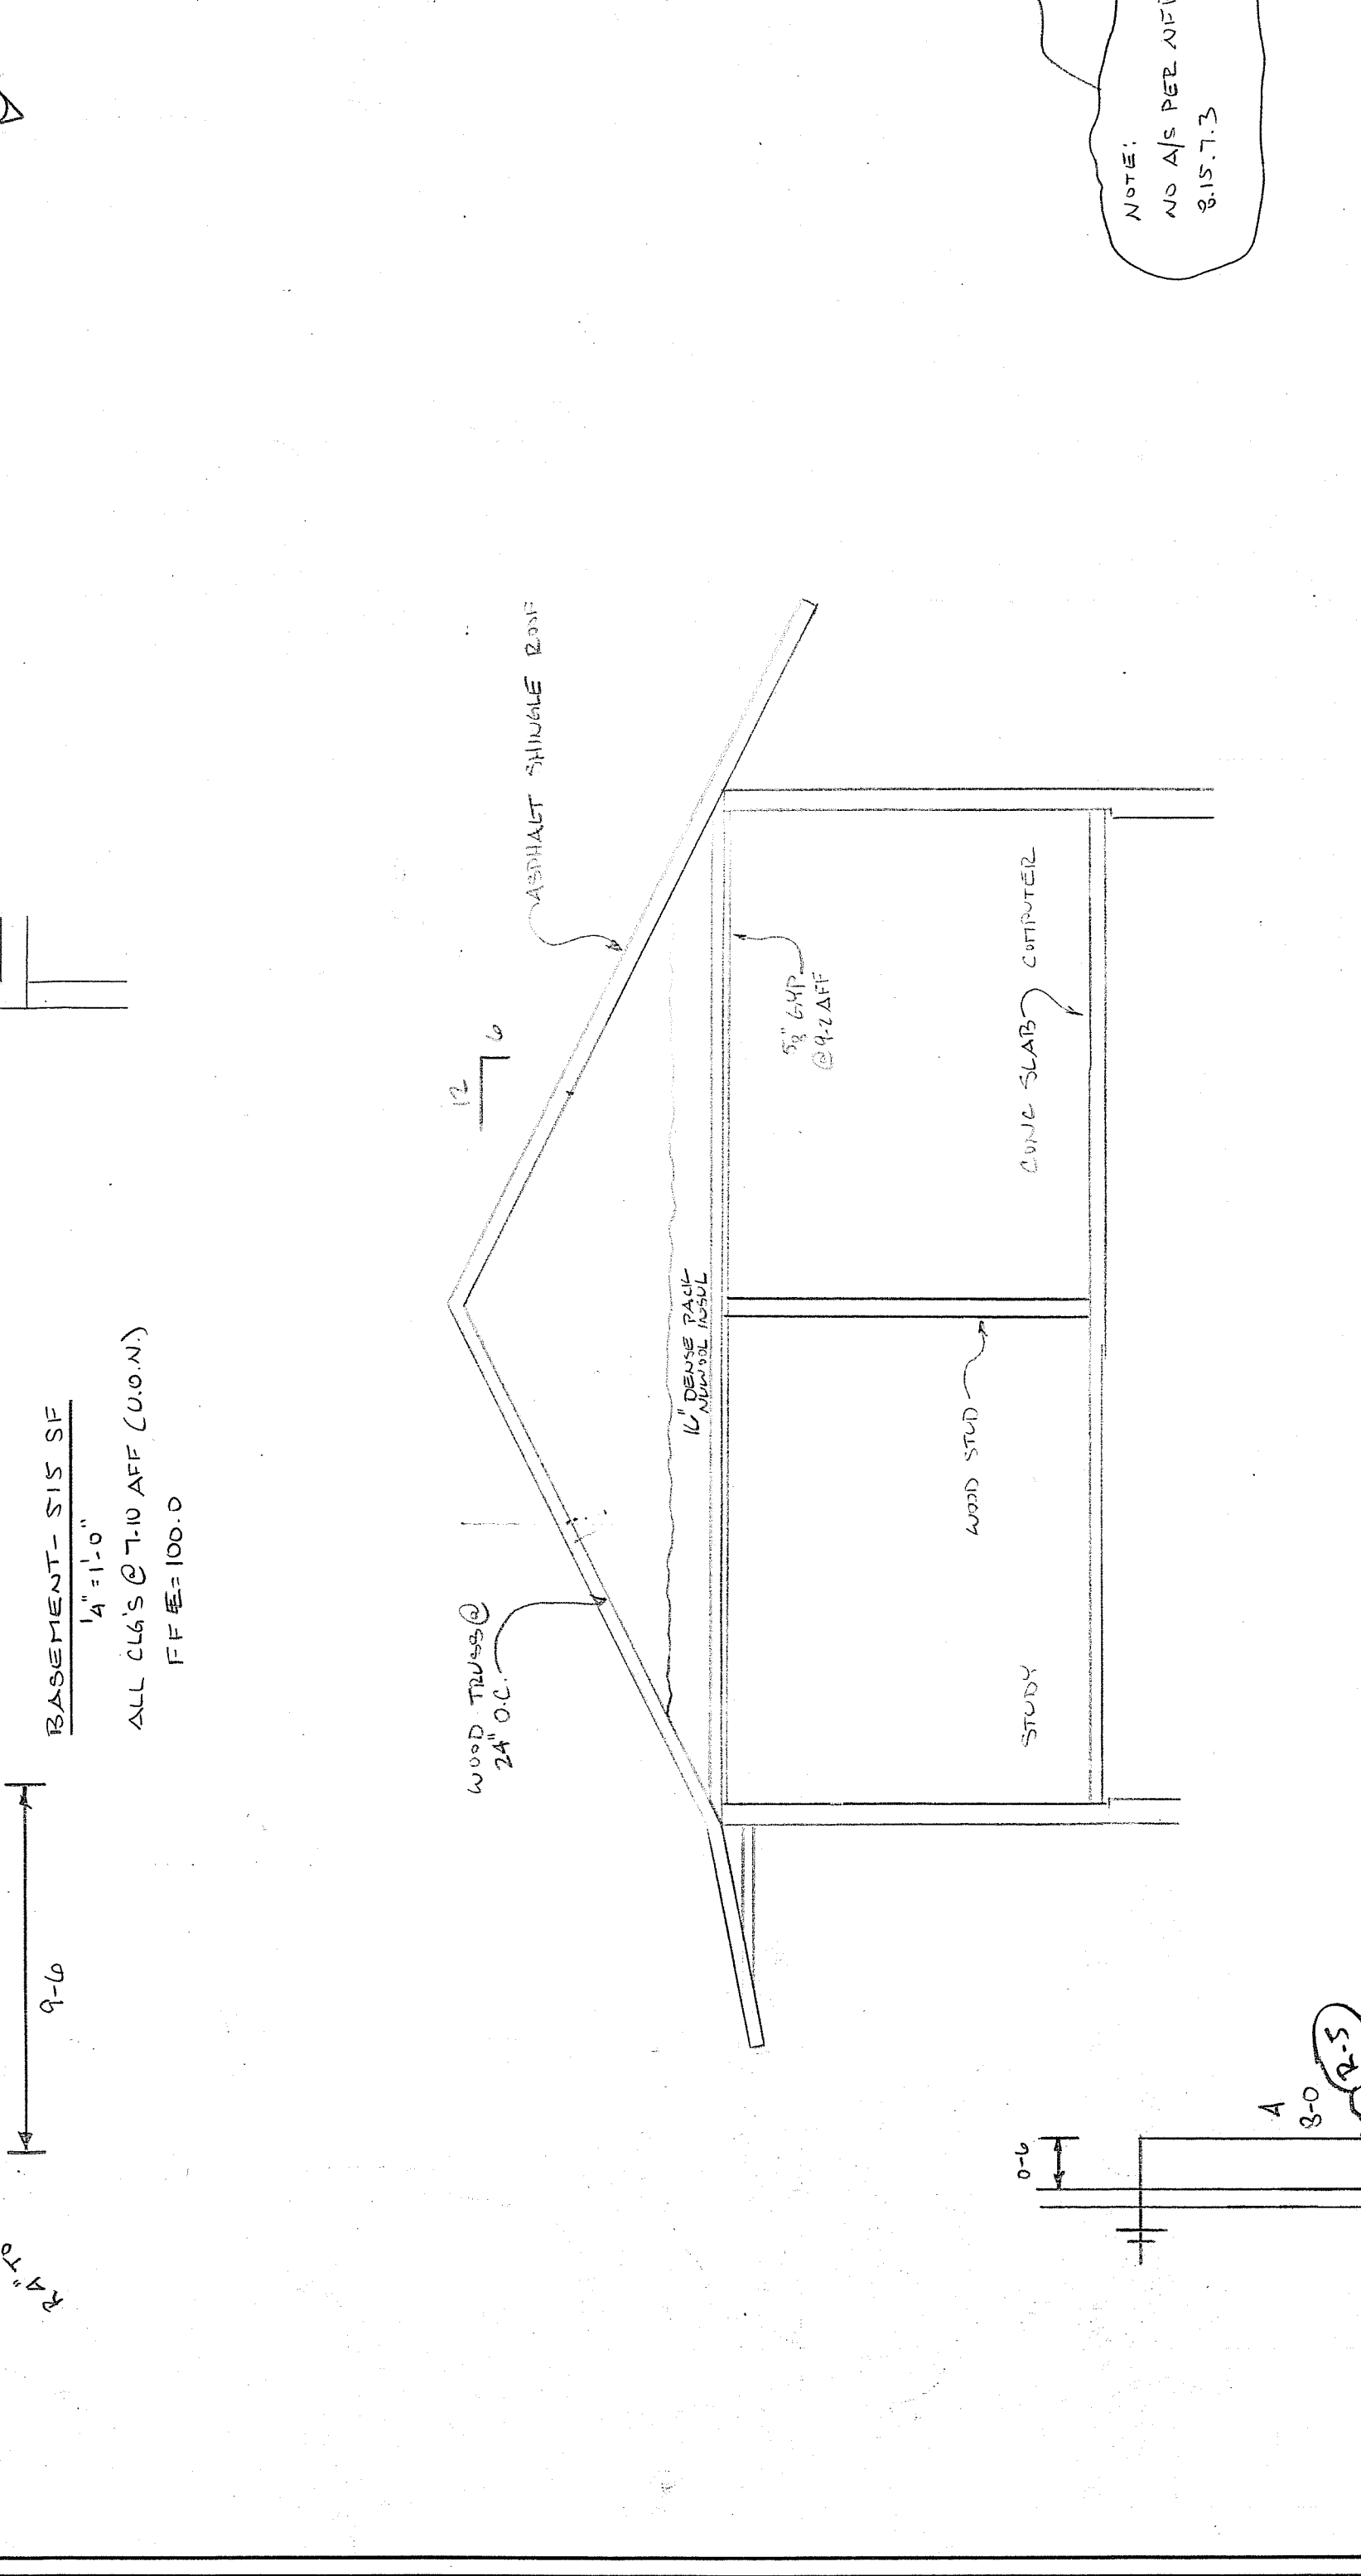 BASEMENT- 515 SF
1/4"=1'-0"
ALL CLG'S @ 7-10 AFF (U.O.N.)
FFE=100.0
9-6
12
6
ASPHALT SHINGLE ROOF
WOOD TRUSS @
24" O.C.
16" DENSE PACK
NUWOOL INSUL
5/8" GYP.
@ 9-2 AFF
WOOD STUD
CONC SLAB
COMPUTER
STUDY
NOTE:
NO A/S PER NFP
8.15.7.3
0-6
A
3-0
R-5